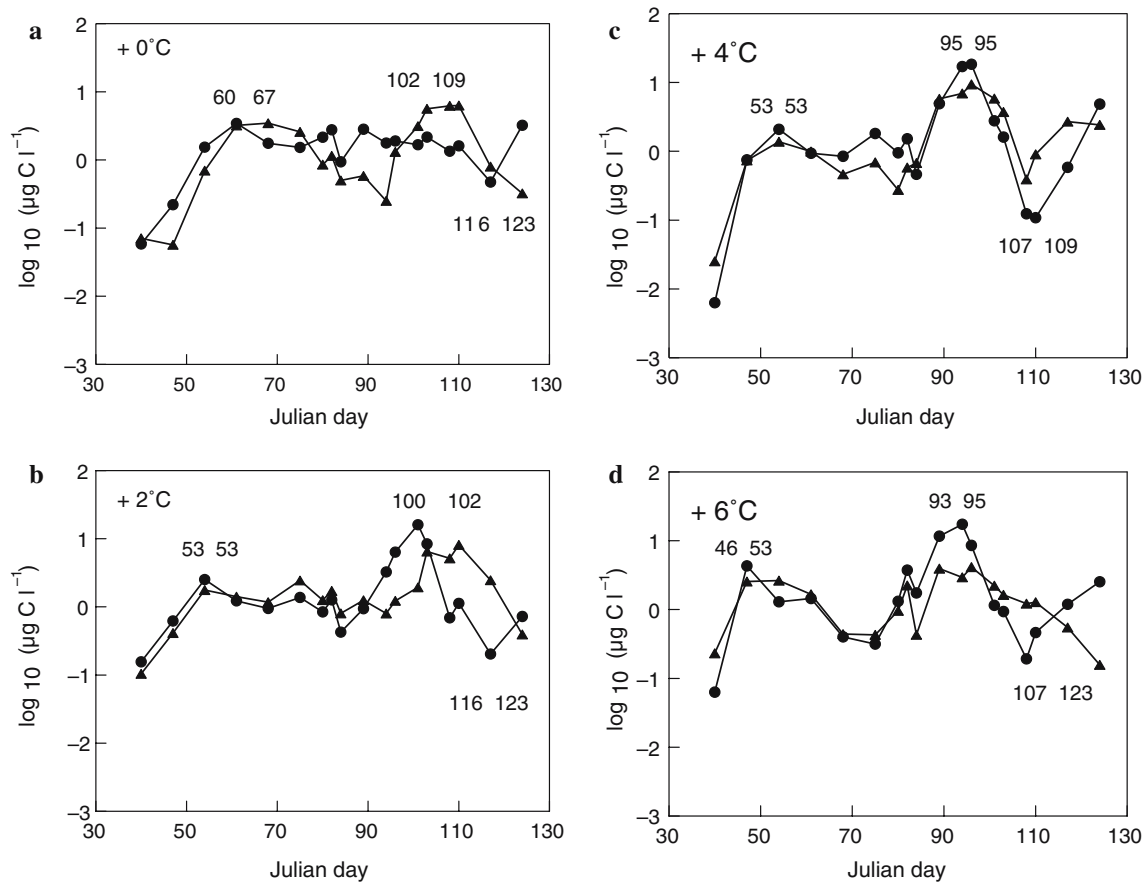 a
+ 0°C
log 10 (µg C l⁻¹)
2
1
0
–1
–2
–3
60 67
102 109
116 123
30 50 70 90 110 130
Julian day
c
+ 4°C
log 10 (µg C l⁻¹)
2
1
0
–1
–2
–3
53 53
95 95
107 109
30 50 70 90 110 130
Julian day
b
+ 2°C
log 10 (µg C l⁻¹)
2
1
0
–1
–2
–3
53 53
100 102
116 123
30 50 70 90 110 130
Julian day
d
+ 6°C
log 10 (µg C l⁻¹)
2
1
0
–1
–2
–3
46 53
93 95
107 123
30 50 70 90 110 130
Julian day